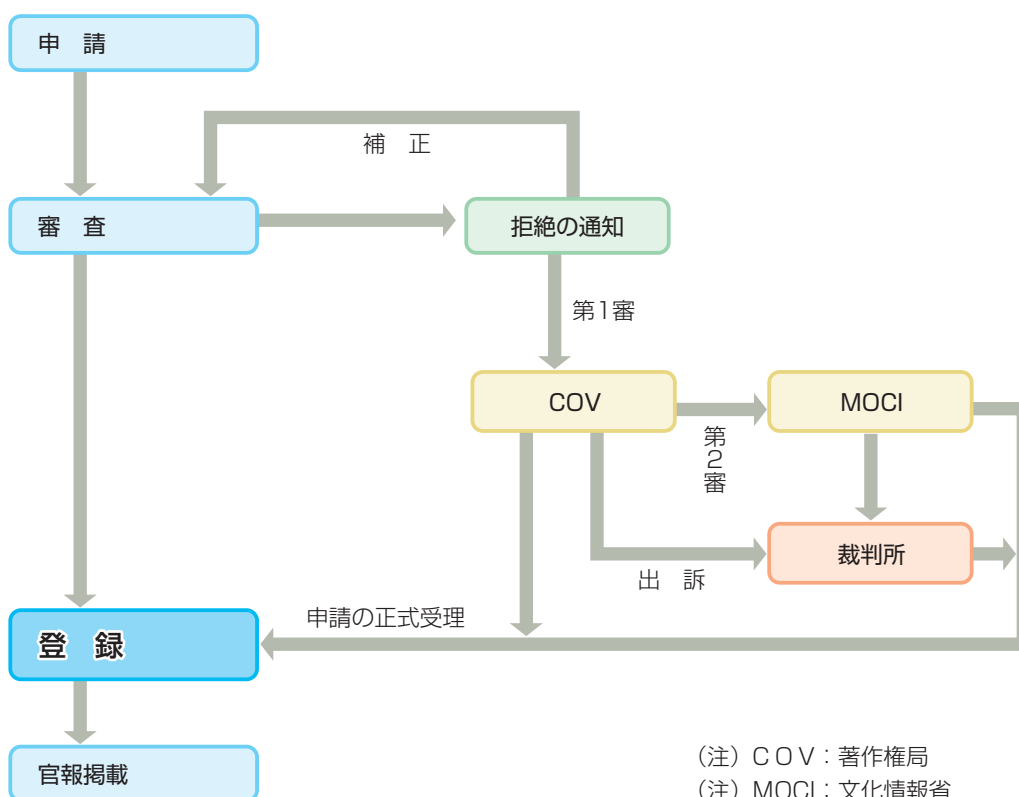 申　請
補　正
審　査
拒絶の通知
第1審
COV
MOCI
第2審
裁判所
出　訴
申請の正式受理
登　録
官報掲載
（注）ＣＯＶ：著作権局
（注）MOCI：文化情報省